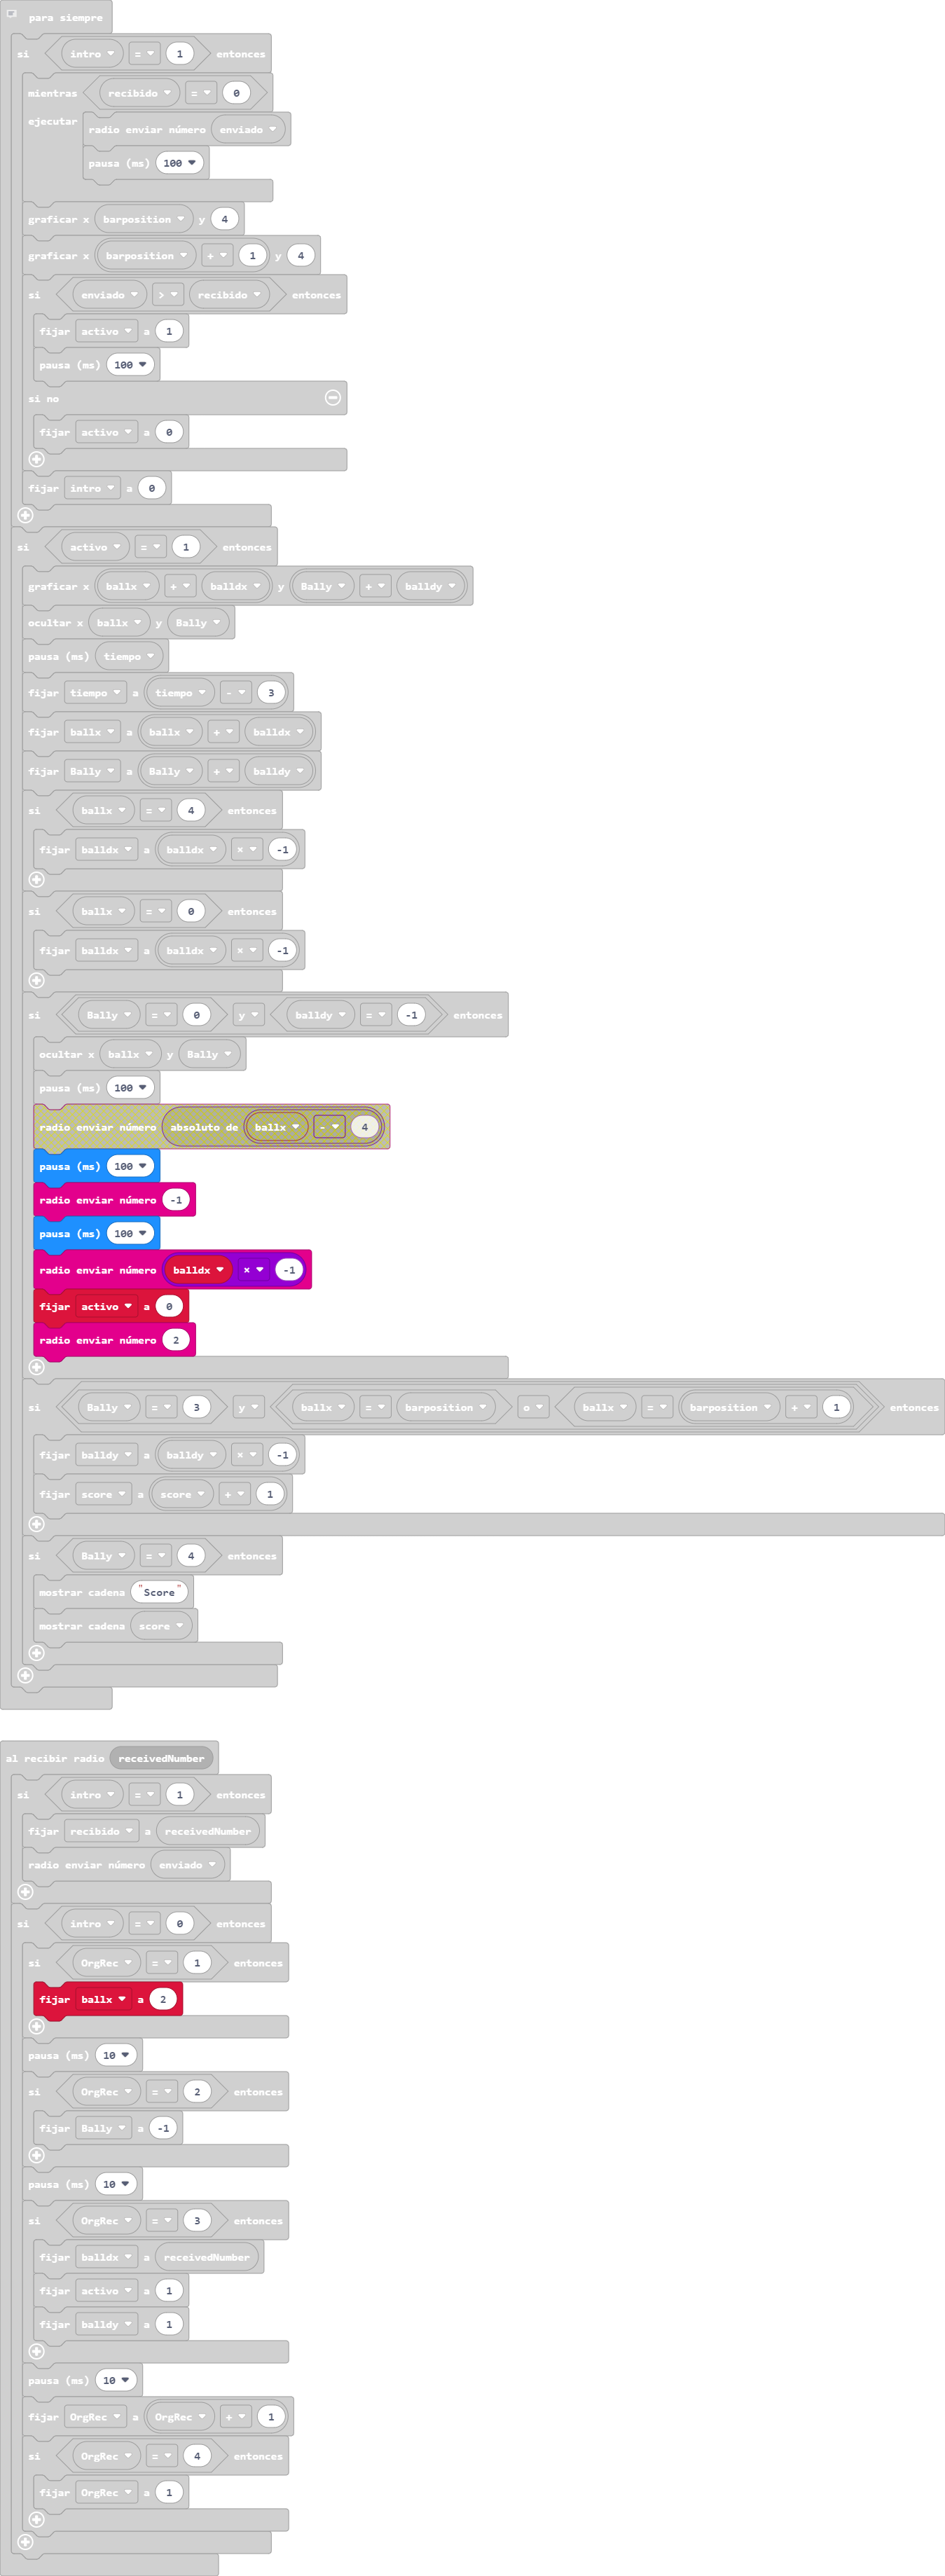 para siempre
si intro = 1 entonces
mientras recibido = 0
ejecutar
radio enviar número enviado
pausa (ms) 100
graficar x barposition y 4
graficar x barposition + 1 y 4
si enviado > recibido entonces
fijar activo a 1
pausa (ms) 100
si no
fijar activo a 0
fijar intro a 0
si activo = 1 entonces
graficar x ballx + balldx y Bally + balldy
ocultar x ballx y Bally
pausa (ms) tiempo
fijar tiempo a tiempo - 3
fijar ballx a ballx + balldx
fijar Bally a Bally + balldy
si ballx = 4 entonces
fijar balldx a balldx × -1
si ballx = 0 entonces
fijar balldx a balldx × -1
si Bally = 0 y balldy = -1 entonces
ocultar x ballx y Bally
pausa (ms) 100
radio enviar número absoluto de ballx - 4
pausa (ms) 100
radio enviar número -1
pausa (ms) 100
radio enviar número balldx × -1
fijar activo a 0
radio enviar número 2
si Bally = 3 y ballx = barposition o ballx = barposition + 1 entonces
fijar balldy a balldy × -1
fijar score a score + 1
si Bally = 4 entonces
mostrar cadena "Score"
mostrar cadena score
al recibir radio receivedNumber
si intro = 1 entonces
fijar recibido a receivedNumber
radio enviar número enviado
si intro = 0 entonces
si OrgRec = 1 entonces
fijar ballx a 2
pausa (ms) 10
si OrgRec = 2 entonces
fijar Bally a -1
pausa (ms) 10
si OrgRec = 3 entonces
fijar balldx a receivedNumber
fijar activo a 1
fijar balldy a 1
pausa (ms) 10
fijar OrgRec a OrgRec + 1
si OrgRec = 4 entonces
fijar OrgRec a 1